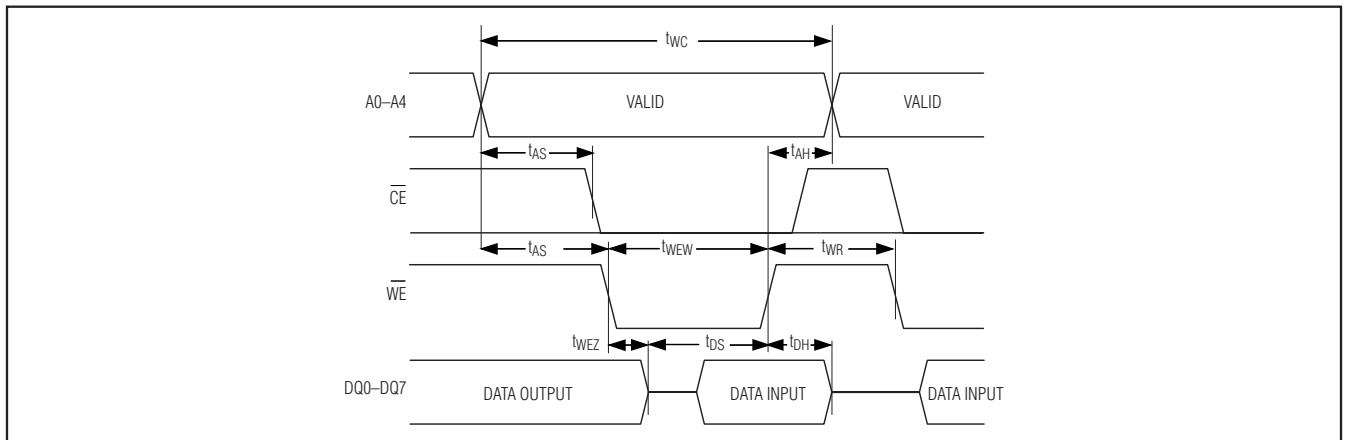 tWC
A0–A4 VALID VALID
tAS tAH
CE
tAS tWEW tWR
WE
tWEZ tDS tDH
DQ0–DQ7 DATA OUTPUT DATA INPUT DATA INPUT